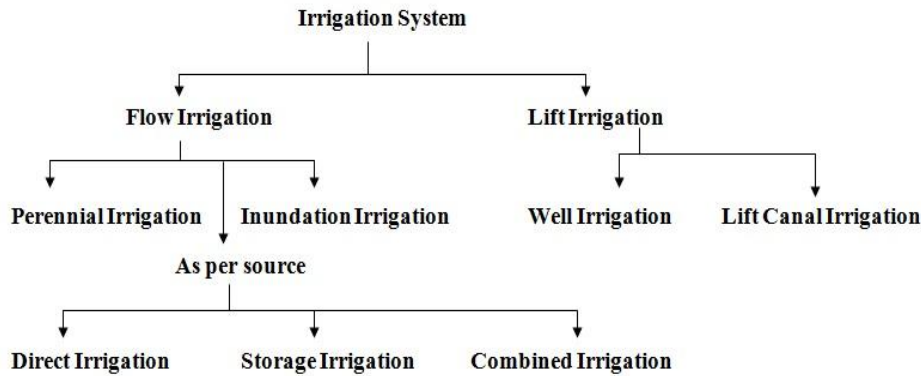 Irrigation System
Flow Irrigation
Lift Irrigation
Perennial Irrigation
Inundation Irrigation
Well Irrigation
Lift Canal Irrigation
As per source
Direct Irrigation
Storage Irrigation
Combined Irrigation